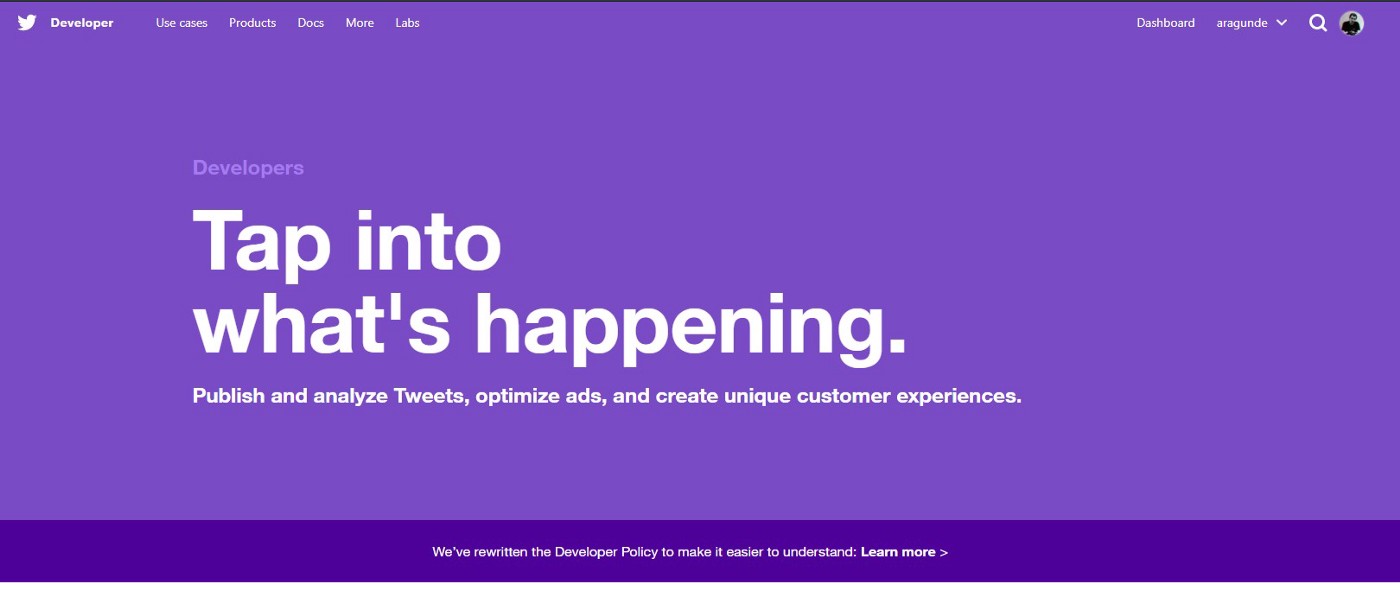 Developer Use cases Products Docs More Labs Dashboard aragunde
Developers
Tap into
what's happening.
Publish and analyze Tweets, optimize ads, and create unique customer experiences.
We've rewritten the Developer Policy to make it easier to understand: Learn more >